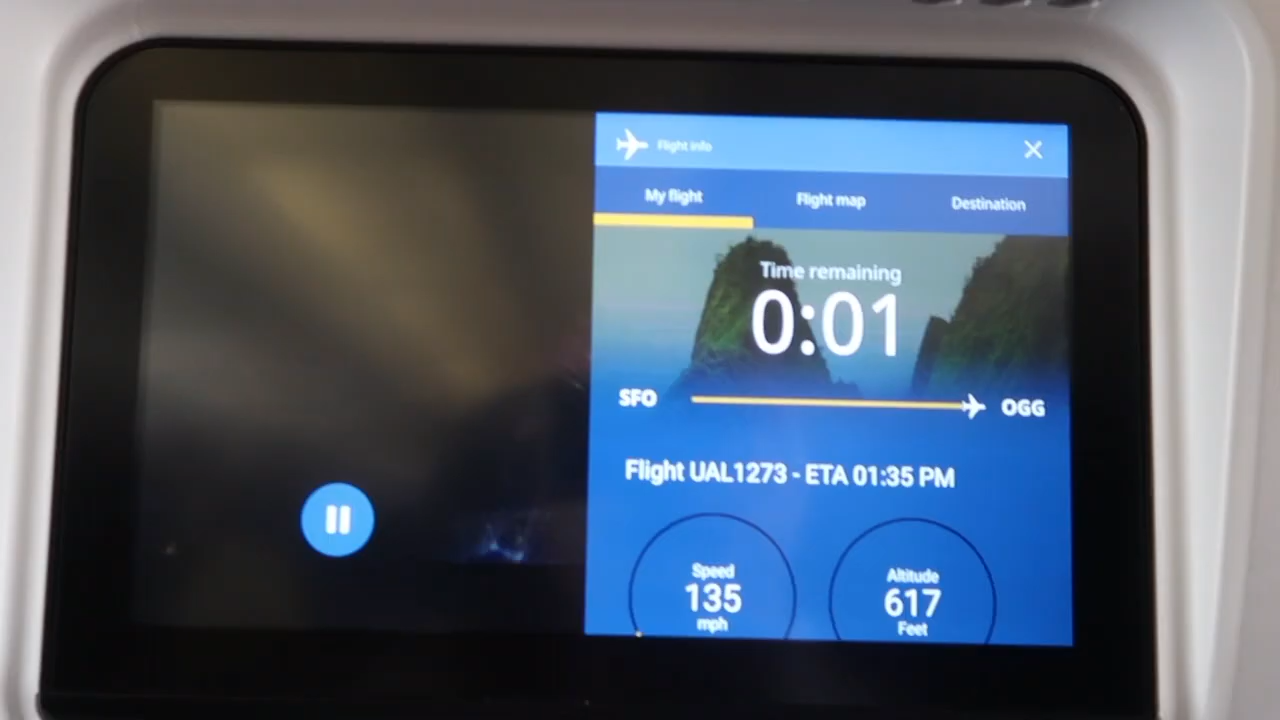 Flight info
My flight
Flight map
Destination
Time remaining
0:01
SFO
OGG
Flight UAL1273 - ETA 01:35 PM
Speed
135
mph
Altitude
617
Feet